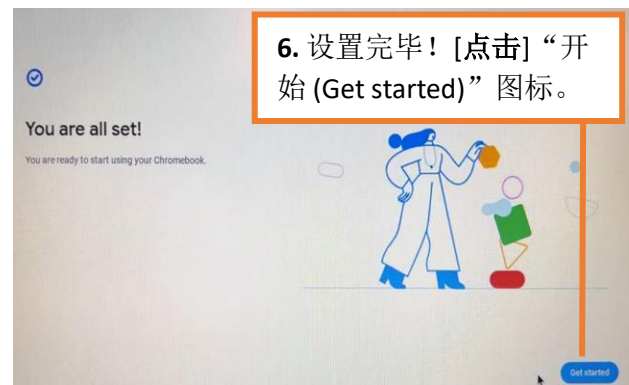 6. 设置完毕！[点击]“开
始 (Get started)”图标。
You are all set!
You are ready to start using your Chromebook.
Get started